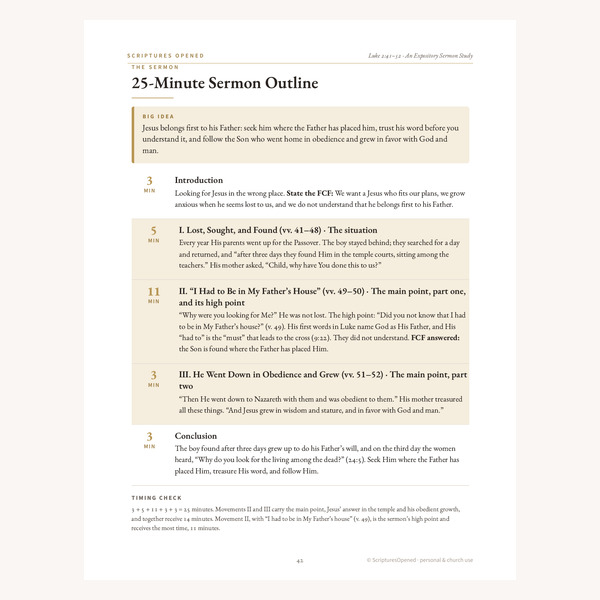 SCRIPTURES OPENED
Luke 2:41–52 · An Expository Sermon Study
THE SERMON
25-Minute Sermon Outline
BIG IDEA
Jesus belongs first to his Father: seek him where the Father has placed him, trust his word before you
understand it, and follow the Son who went home in obedience and grew in favor with God and
man.
3
MIN
Introduction
Looking for Jesus in the wrong place. State the FCF: We want a Jesus who fits our plans, we grow
anxious when he seems lost to us, and we do not understand that he belongs first to his Father.
5
MIN
I. Lost, Sought, and Found (vv. 41–48) · The situation
Every year His parents went up for the Passover. The boy stayed behind; they searched for a day
and returned, and “after three days they found Him in the temple courts, sitting among the
teachers.” His mother asked, “Child, why have You done this to us?”
11
MIN
II. “I Had to Be in My Father’s House” (vv. 49–50) · The main point, part one,
and its high point
“Why were you looking for Me?” He was not lost. The high point: “Did you not know that I had
to be in My Father’s house?” (v. 49). His first words in Luke name God as His Father, and His
“had to” is the “must” that leads to the cross (9:22). They did not understand. FCF answered:
the Son is found where the Father has placed Him.
3
MIN
III. He Went Down in Obedience and Grew (vv. 51–52) · The main point, part
two
“Then He went down to Nazareth with them and was obedient to them.” His mother treasured
all these things. “And Jesus grew in wisdom and stature, and in favor with God and man.”
3
MIN
Conclusion
The boy found after three days grew up to do his Father’s will, and on the third day the women
heard, “Why do you look for the living among the dead?” (24:5). Seek Him where the Father has
placed Him, treasure His word, and follow Him.
TIMING CHECK
3 + 5 + 11 + 3 + 3 = 25 minutes. Movements II and III carry the main point, Jesus’ answer in the temple and his obedient growth,
and together receive 14 minutes. Movement II, with “I had to be in My Father’s house” (v. 49), is the sermon’s high point and
receives the most time, 11 minutes.
42
© ScripturesOpened · personal & church use